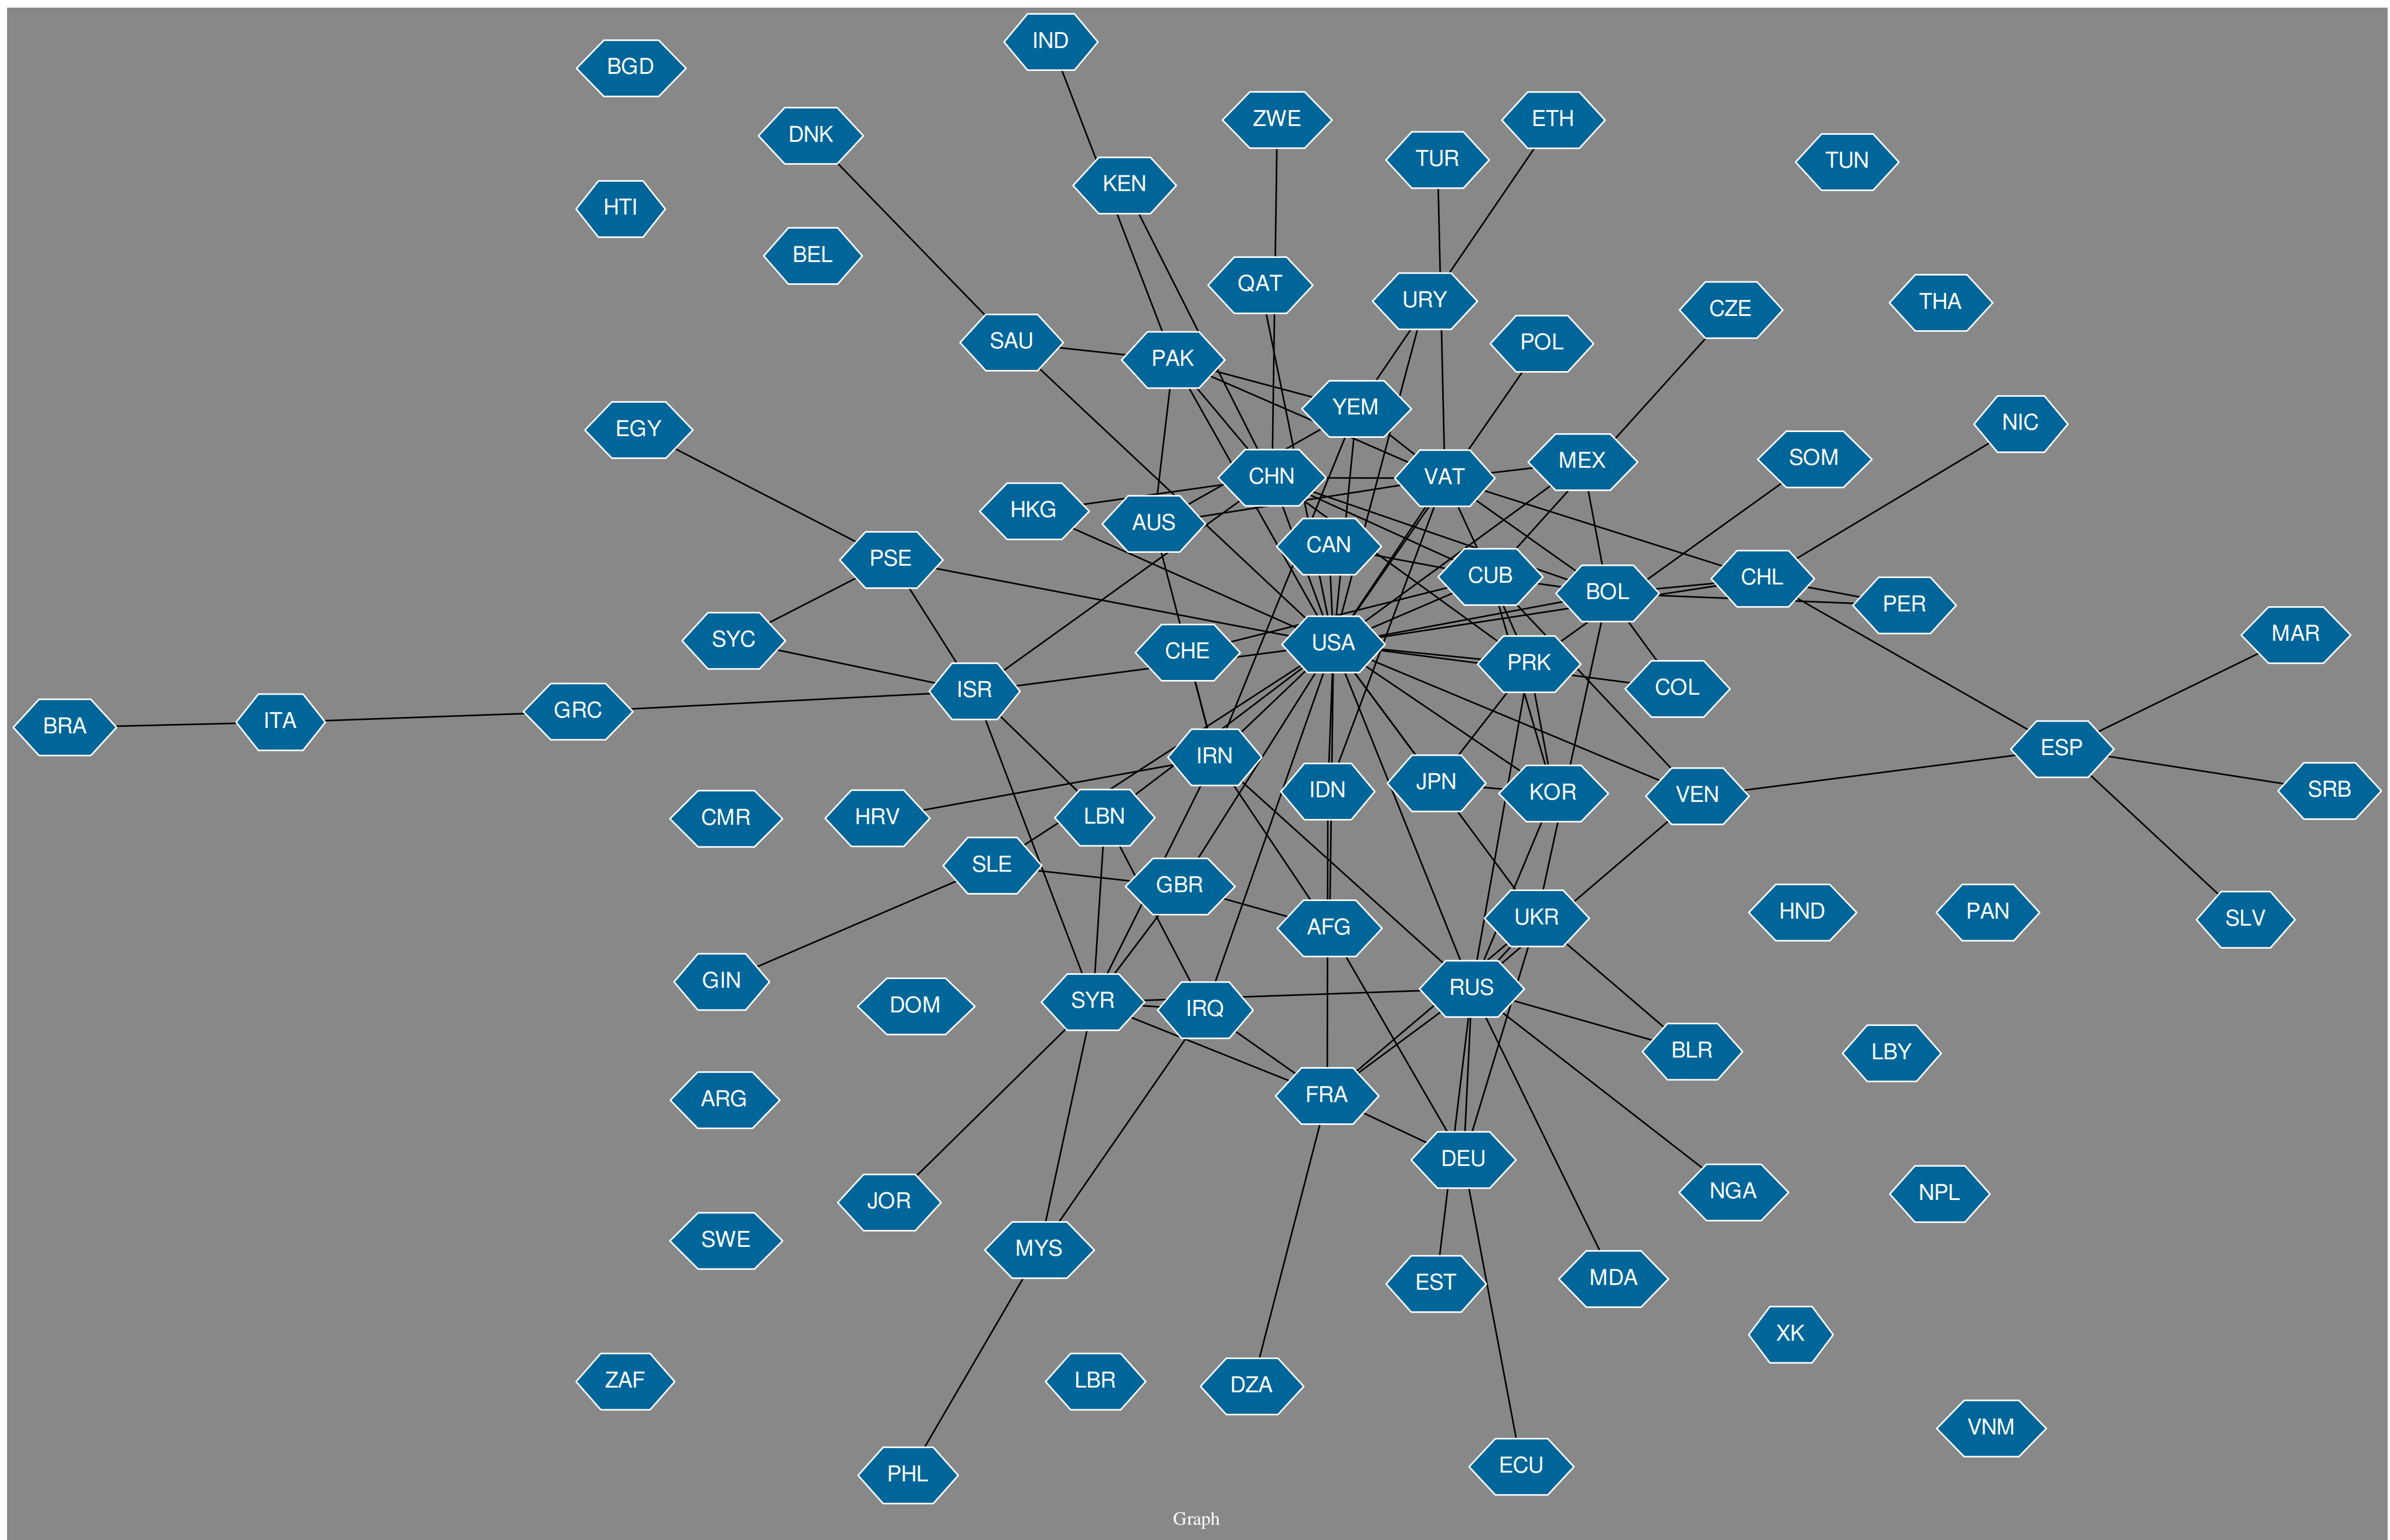 IND
BGD
ZWE
ETH
DNK
TUR
TUN
KEN
HTI
BEL
QAT
URY
THA
CZE
SAU
POL
PAK
YEM
NIC
EGY
SOM
MEX
CHN
VAT
HKG
AUS
CAN
PSE
CUB
CHL
BOL
PER
MAR
SYC
USA
CHE
PRK
ISR
COL
GRC
ITA
BRA
ESP
IRN
JPN
IDN
SRB
KOR
VEN
LBN
HRV
CMR
SLE
GBR
HND
PAN
UKR
SLV
AFG
GIN
RUS
SYR
DOM
IRQ
BLR
LBY
FRA
ARG
DEU
NGA
NPL
JOR
SWE
MYS
MDA
EST
XK
ZAF
LBR
DZA
VNM
ECU
PHL
Graph